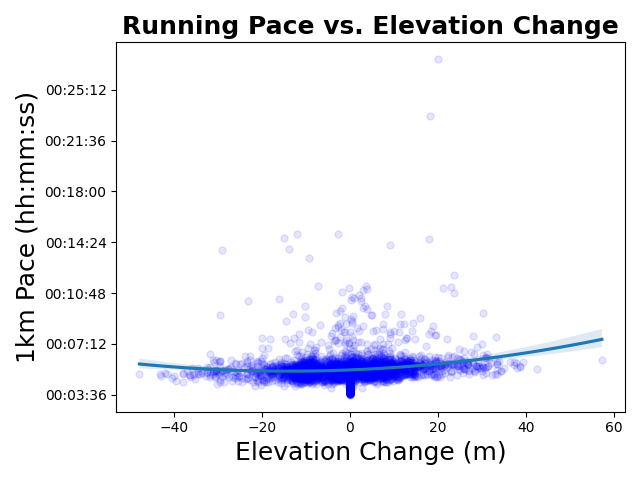 Running Pace vs. Elevation Change
1km Pace (hh:mm:ss)
00:25:12
00:21:36
00:18:00
00:14:24
00:10:48
00:07:12
00:03:36
−40 −20 0 20 40 60
Elevation Change (m)